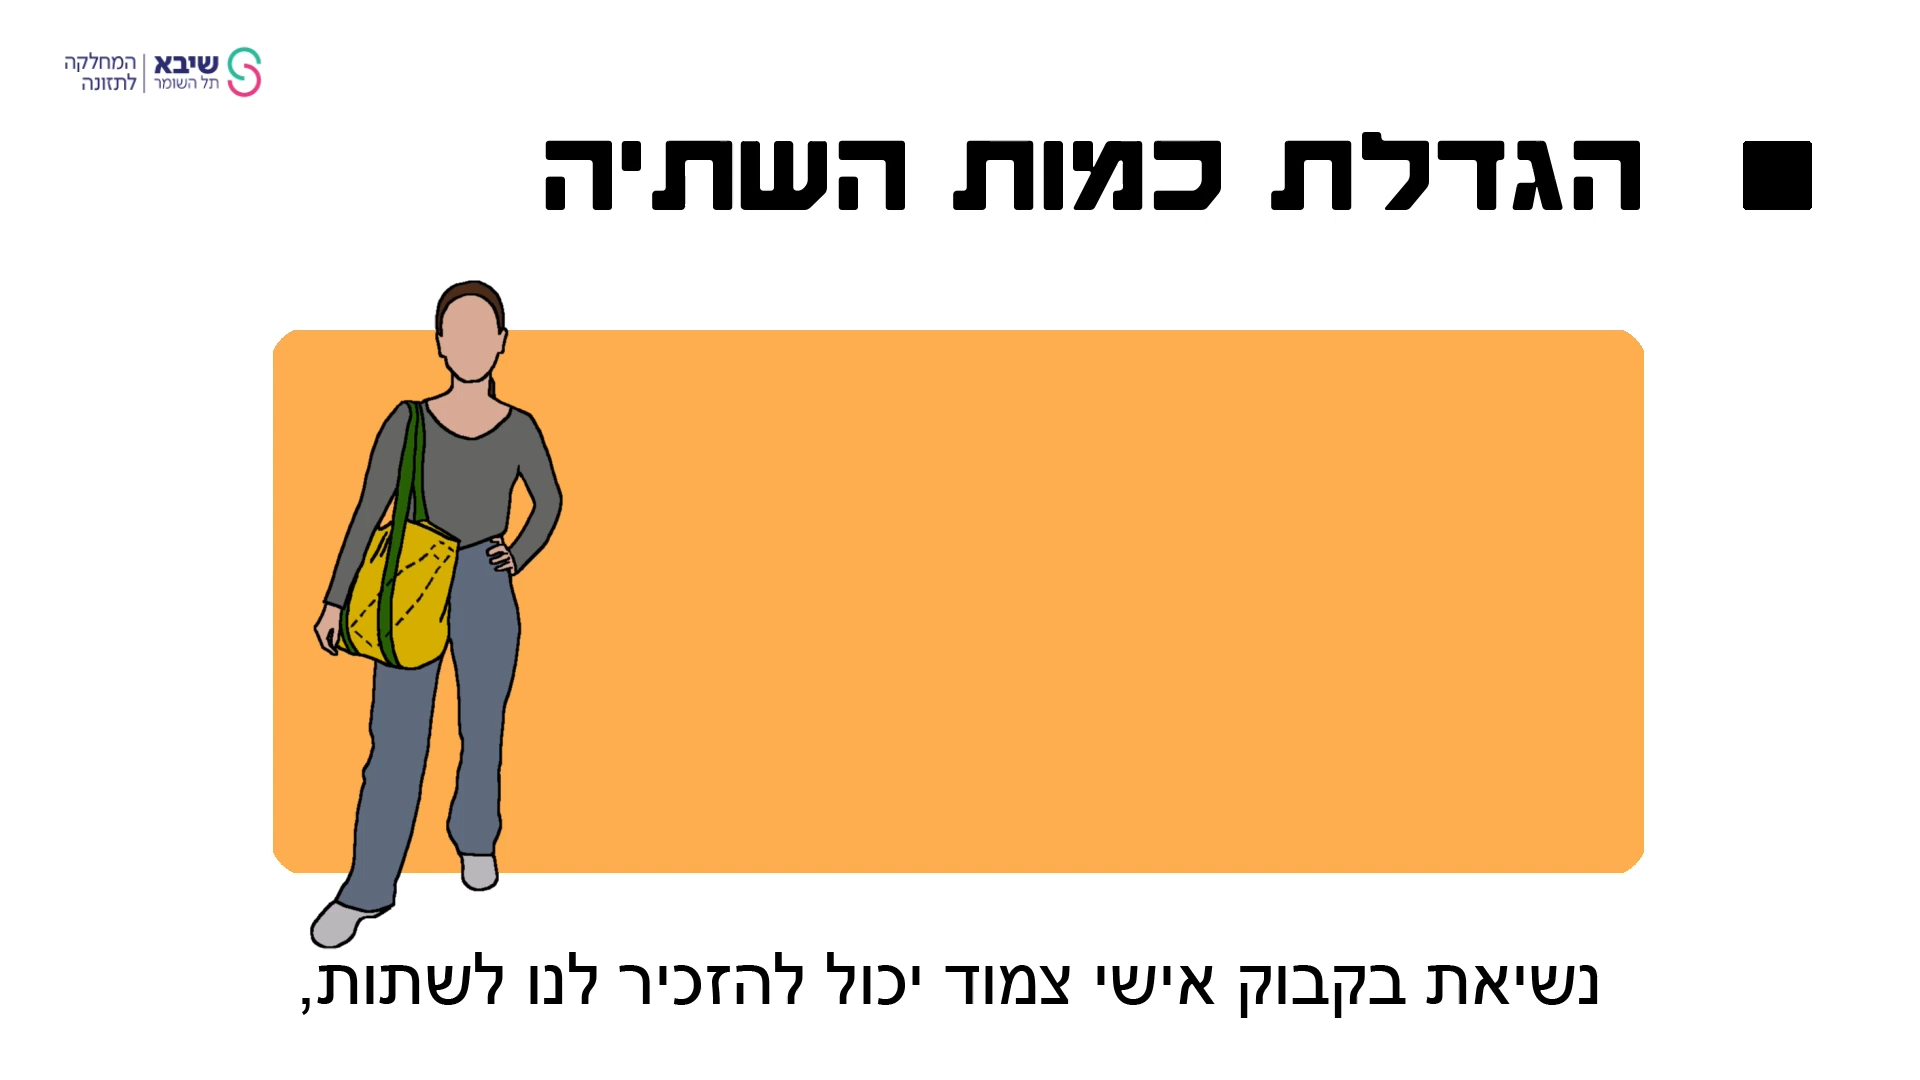 שיבא | המחלקה
תל השומר | לתזונה
הגדלת כמות השתיה
נשיאת בקבוק אישי צמוד יכול להזכיר לנו לשתות,